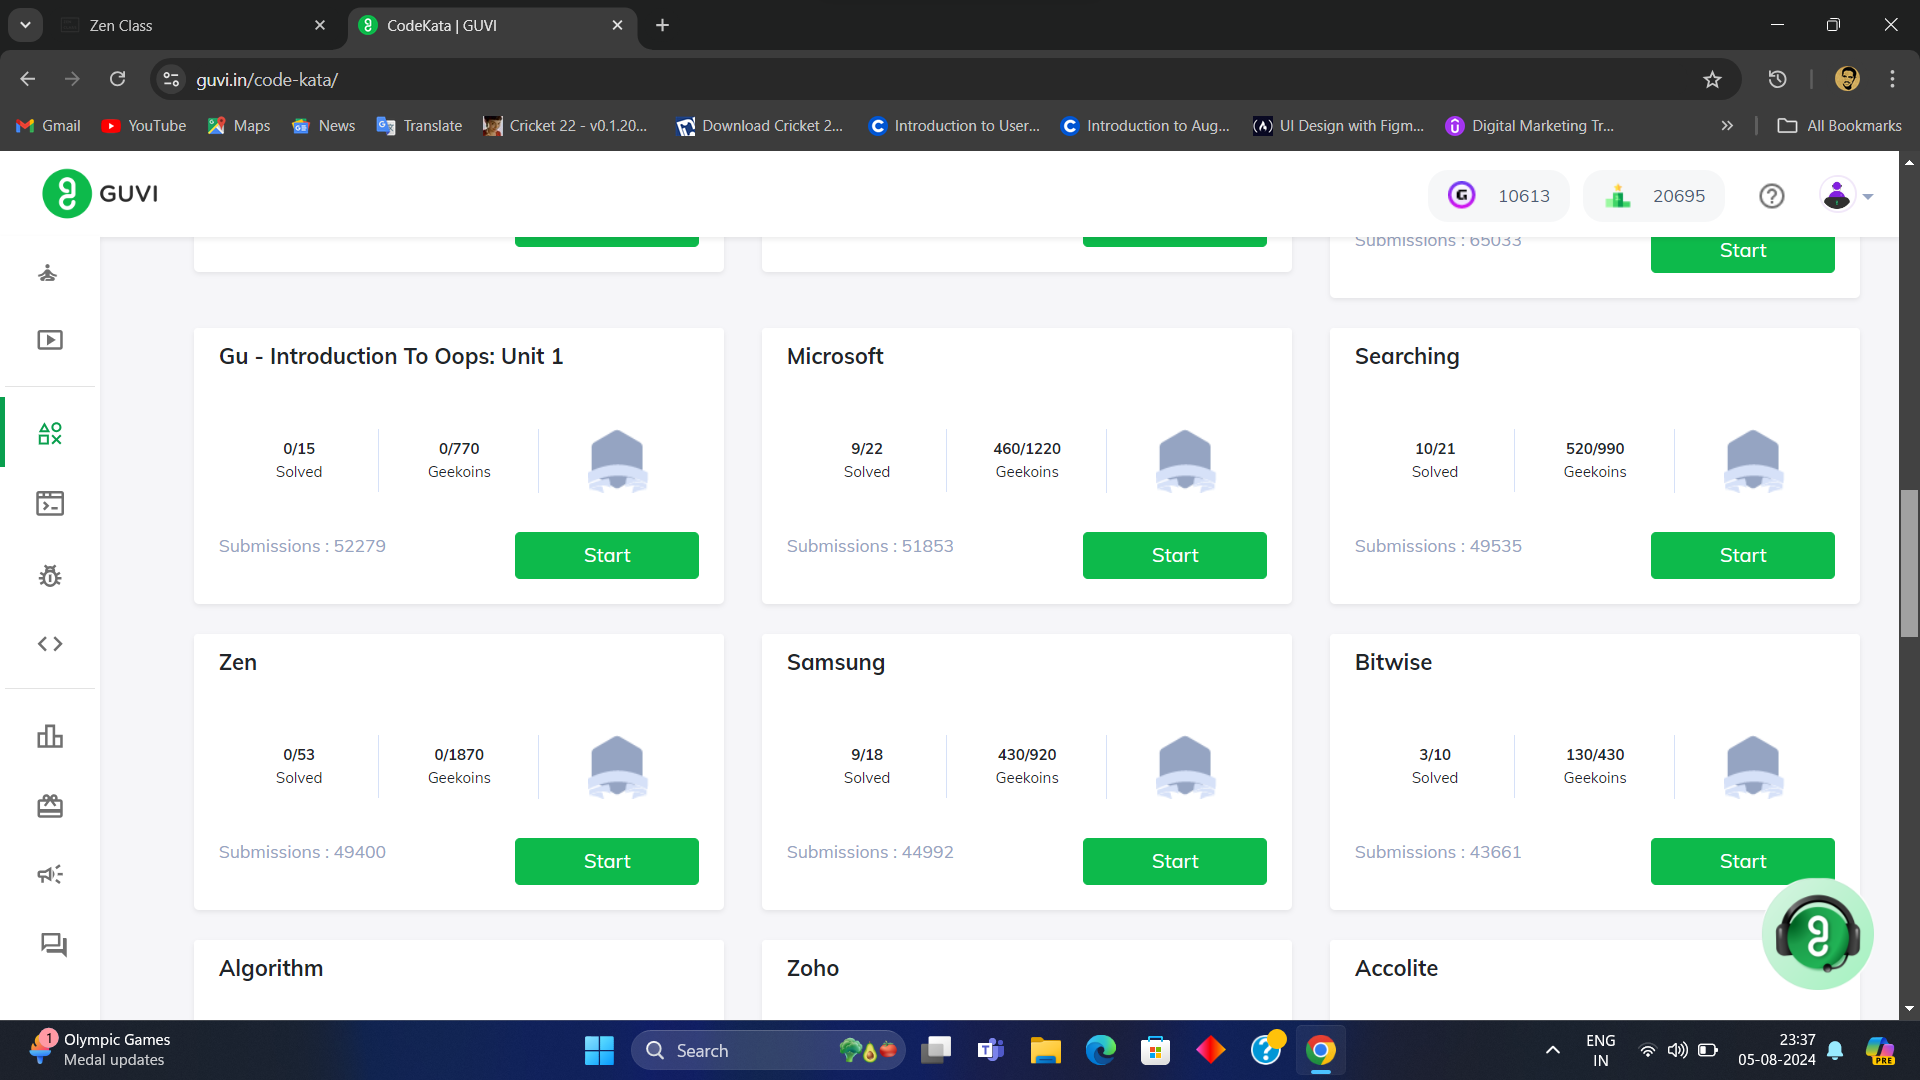 Zen Class
CodeKata | GUVI
guvi.in/code-kata/
Gmail YouTube Maps News Translate Cricket 22 - v0.1.20... Download Cricket 2... Introduction to User... Introduction to Aug... UI Design with Figm... Digital Marketing Tr... All Bookmarks
GUVI
10613
20695
Submissions : 65033
Start
Gu - Introduction To Oops: Unit 1
0/15
Solved
0/770
Geekoins
Submissions : 52279
Start
Microsoft
9/22
Solved
460/1220
Geekoins
Submissions : 51853
Start
Searching
10/21
Solved
520/990
Geekoins
Submissions : 49535
Start
Zen
0/53
Solved
0/1870
Geekoins
Submissions : 49400
Start
Samsung
9/18
Solved
430/920
Geekoins
Submissions : 44992
Start
Bitwise
3/10
Solved
130/430
Geekoins
Submissions : 43661
Start
Algorithm
Zoho
Accolite
1
Olympic Games
Medal updates
Search
ENG
IN
23:37
05-08-2024
PRE